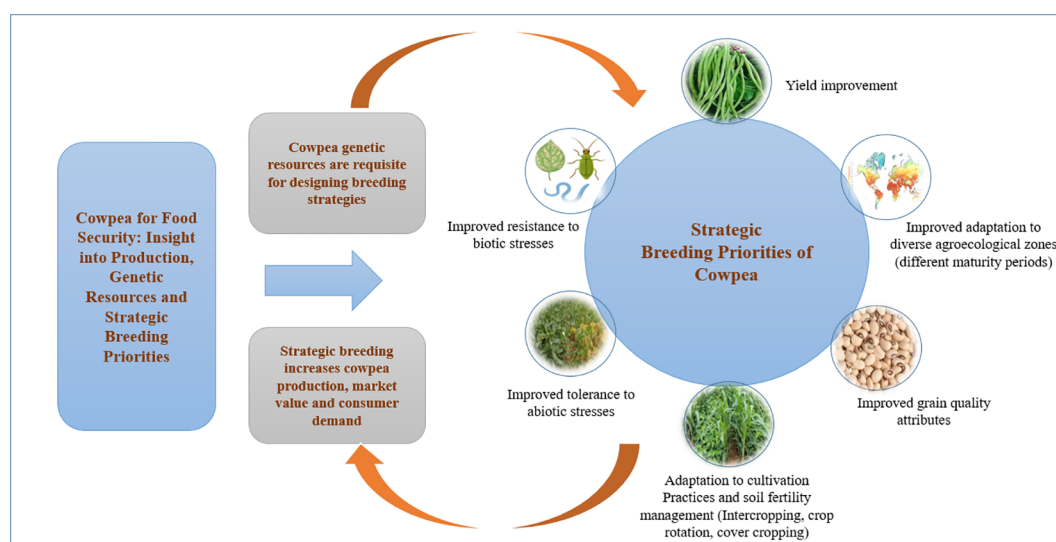 Cowpea for Food
Security: Insight
into Production,
Genetic
Resources and
Strategic
Breeding
Priorities
Cowpea genetic
resources are requisite
for designing breeding
strategies
Strategic breeding
increases cowpea
production, market
value and consumer
demand
Strategic
Breeding Priorities of
Cowpea
Yield improvement
Improved adaptation to
diverse agroecological zones
(different maturity periods)
Improved grain quality
attributes
Adaptation to cultivation
Practices and soil fertility
management (Intercropping, crop
rotation, cover cropping)
Improved tolerance to
abiotic stresses
Improved resistance to
biotic stresses